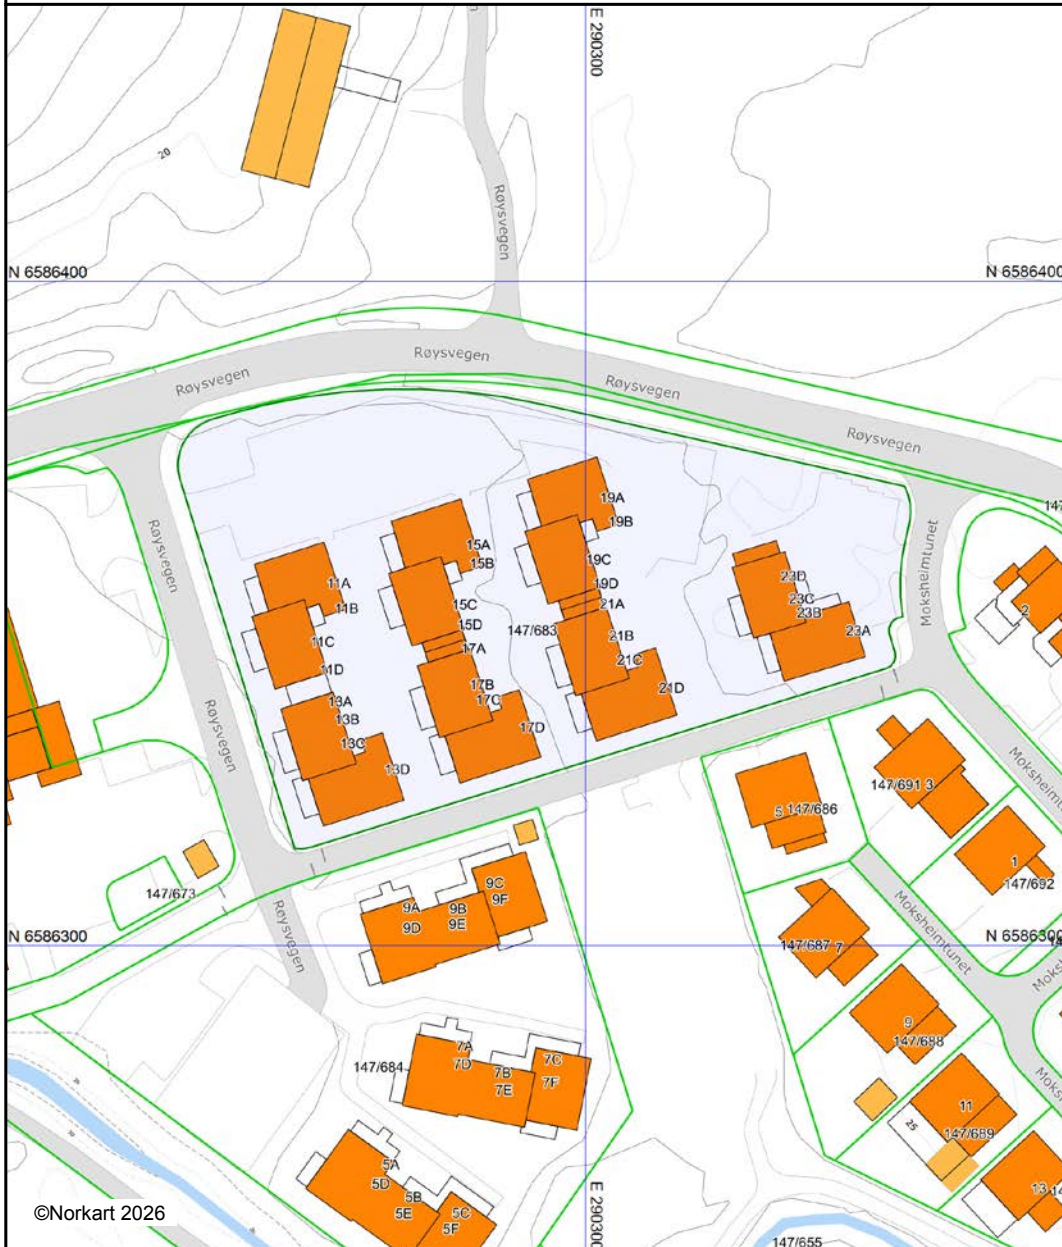 E 290300
20
Røysvegen
N 6586400
N 6586400
Røysvegen
Røysvegen
Røysvegen
Røysvegen
19A
19B
15A
15B
19C
11A
19D
11B
15C
21A
15D
147/683
21B
11C
17A
21C
11D
17B
21D
13A
17C
13B
17D
13C
13D
23D
23C
23B
23A
Moksheimtunet
2
Røysvegen
Røysvegen
Moksheimtu
147/691 3
5 147/686
1
147/692
147/673
9C
9A
9B
9F
9D
9E
Røysvegen
Moksheimtunet
N 6586300
N 6586300
147/687 7
9
147/688
7A
7C
7D
7B
7F
7E
147/684
11
25
147/689
5A
5D
5B
5C
5E
5F
13
E 290300
©Norkart 2026
147/655